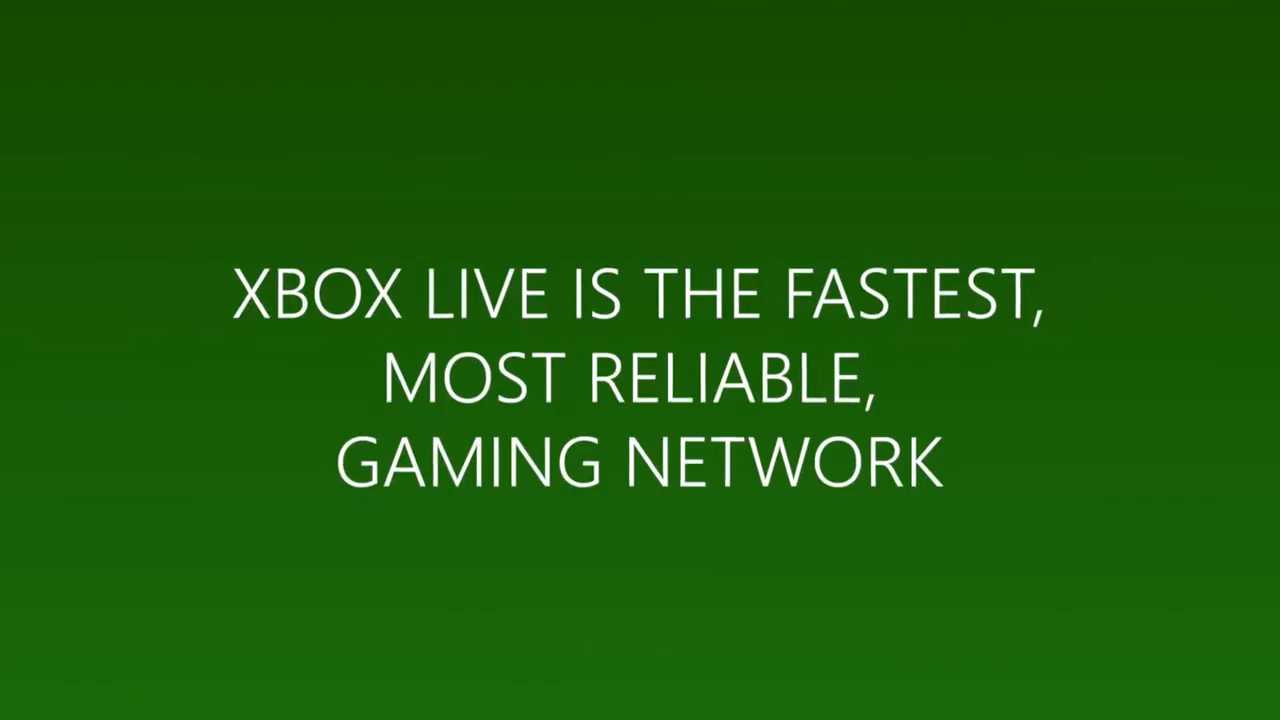 XBOX LIVE IS THE FASTEST,
MOST RELIABLE,
GAMING NETWORK